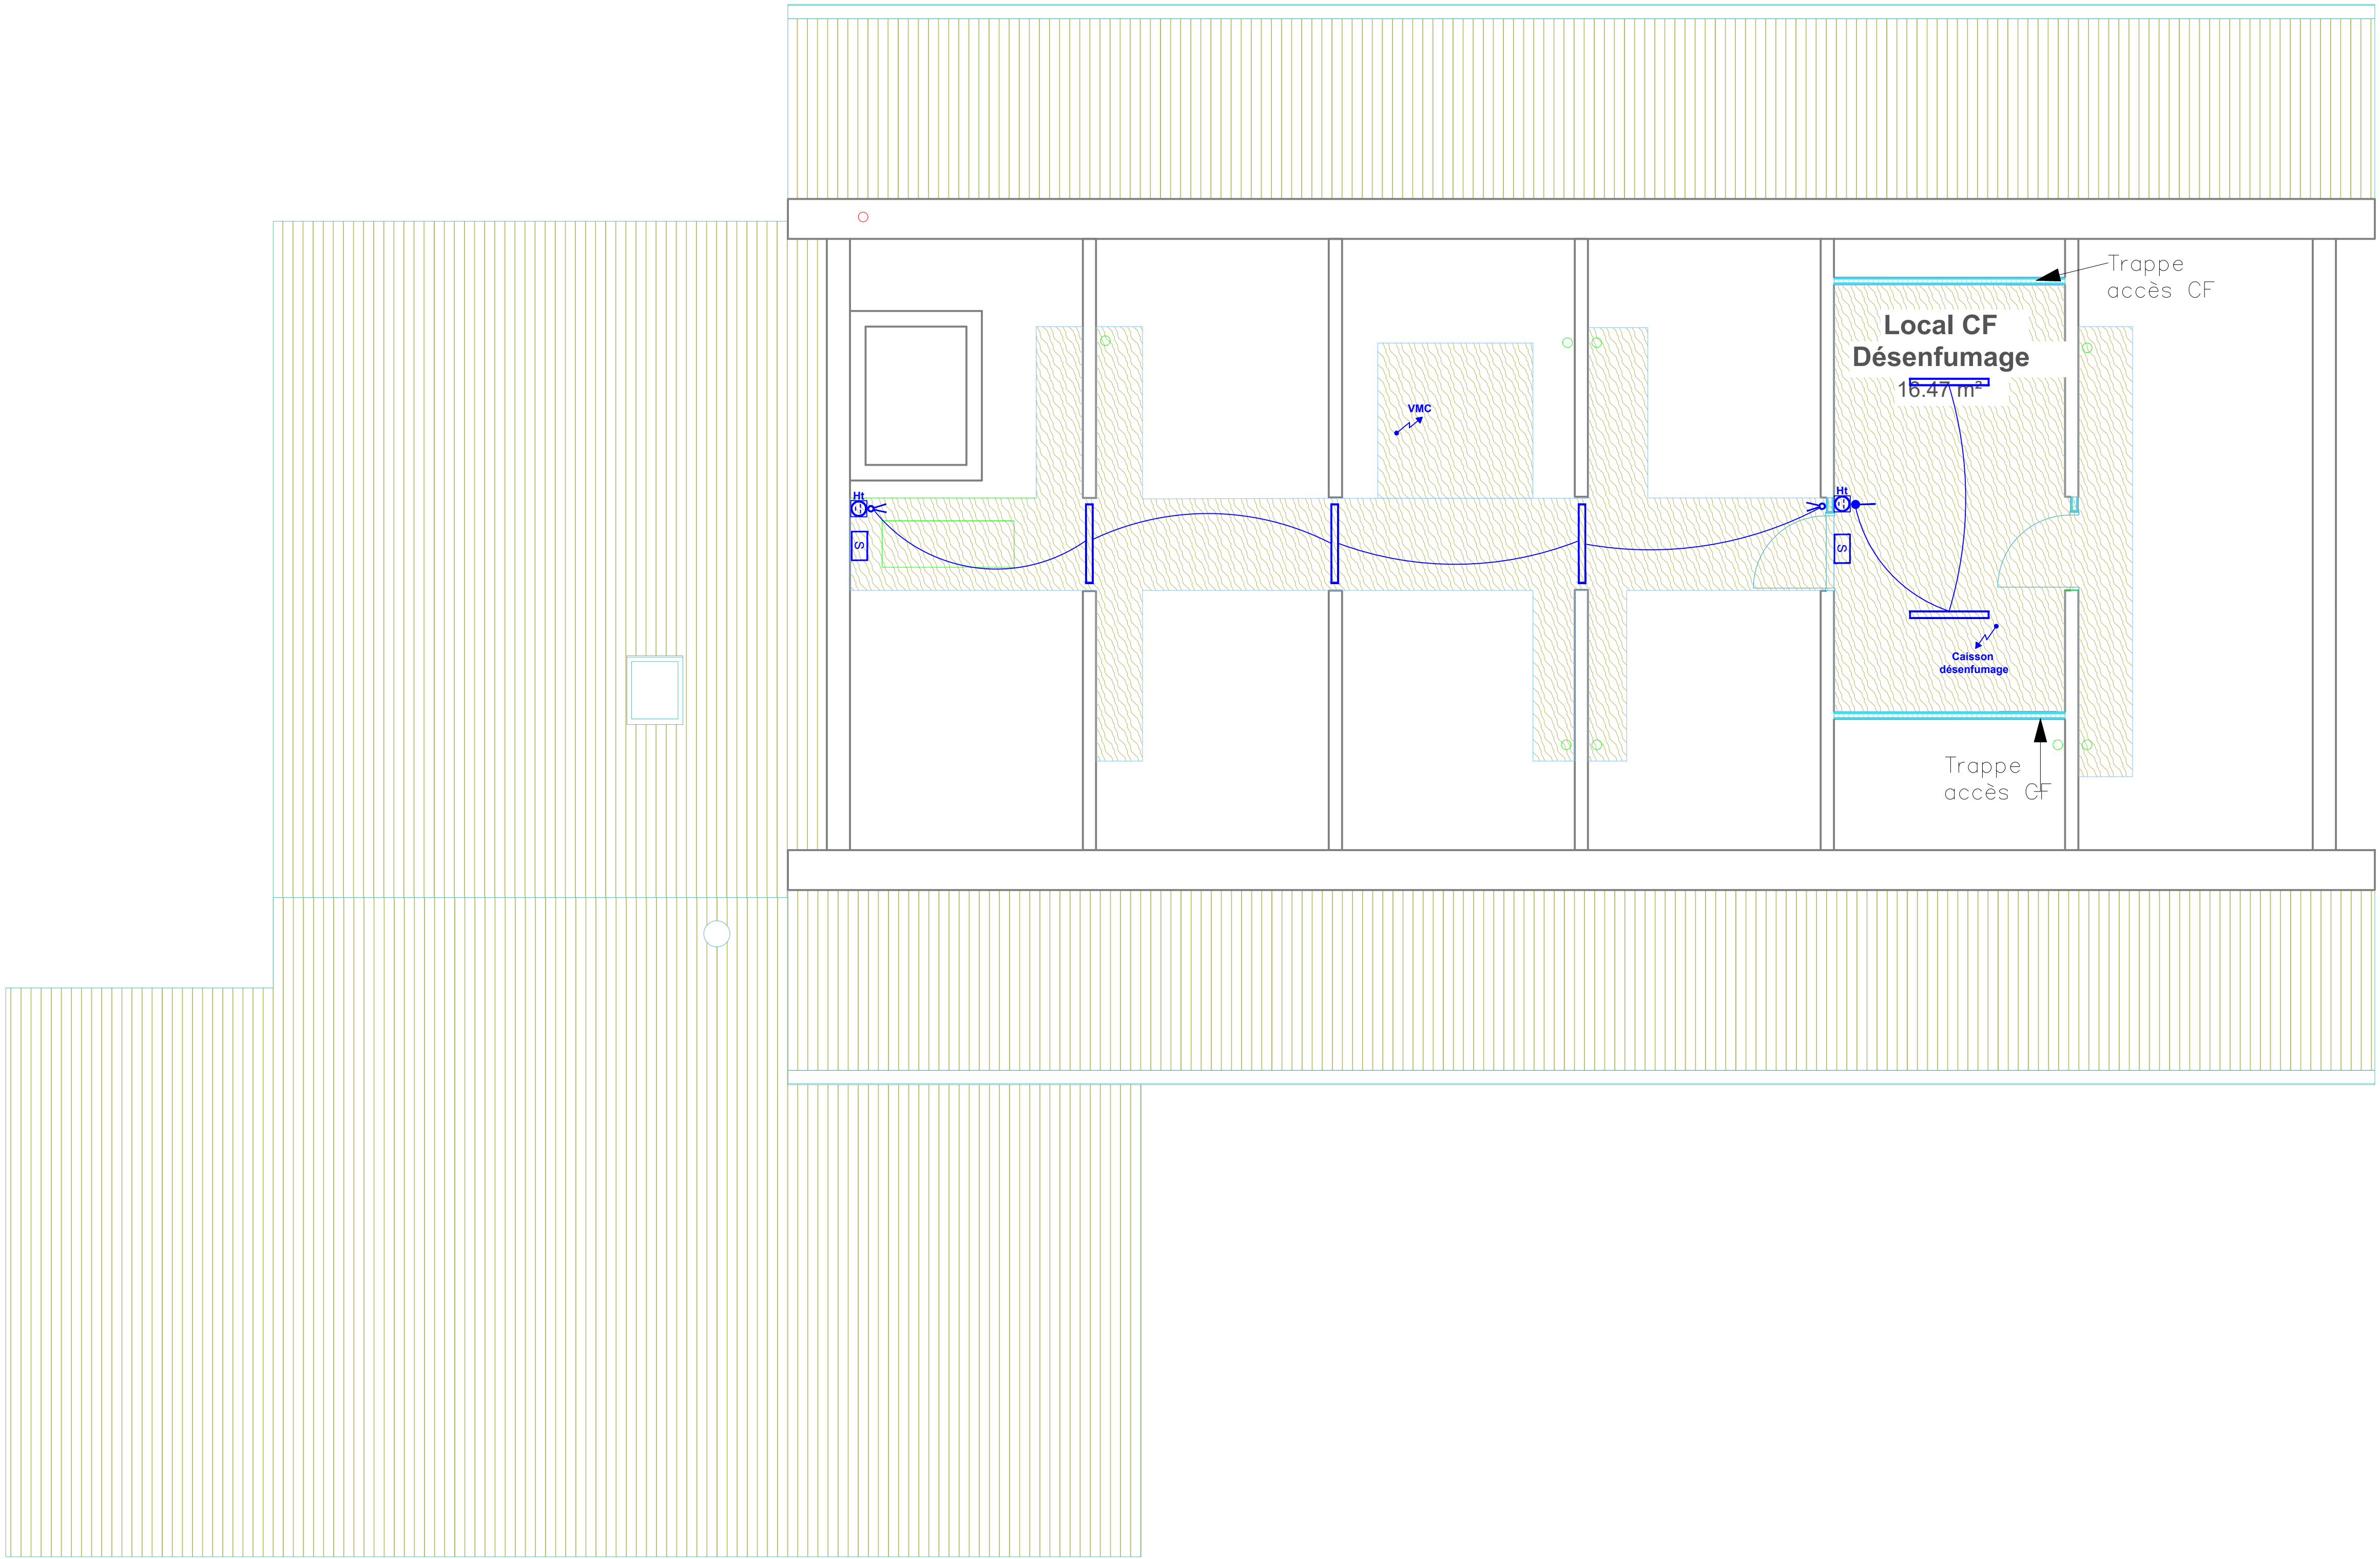 Trappe
accès CF
Local CF
Désenfumage
16.47 m²
VMC
Ht
S
Ht
S
Caisson
désenfumage
Trappe
accès CF